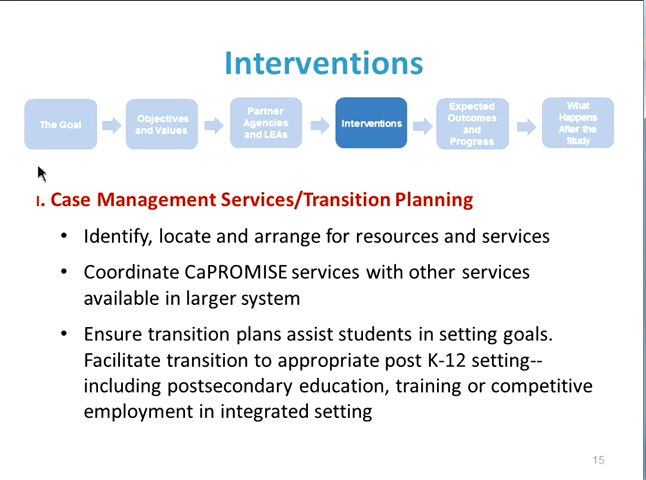 Interventions
The Goal
Objectives
and Values
Partner
Agencies
and LEAs
Interventions
Expected
Outcomes
and
Progress
What
Happens
After the
Study
I. Case Management Services/Transition Planning
• Identify, locate and arrange for resources and services
• Coordinate CaPROMISE services with other services
available in larger system
• Ensure transition plans assist students in setting goals.
Facilitate transition to appropriate post K-12 setting--
including postsecondary education, training or competitive
employment in integrated setting
15